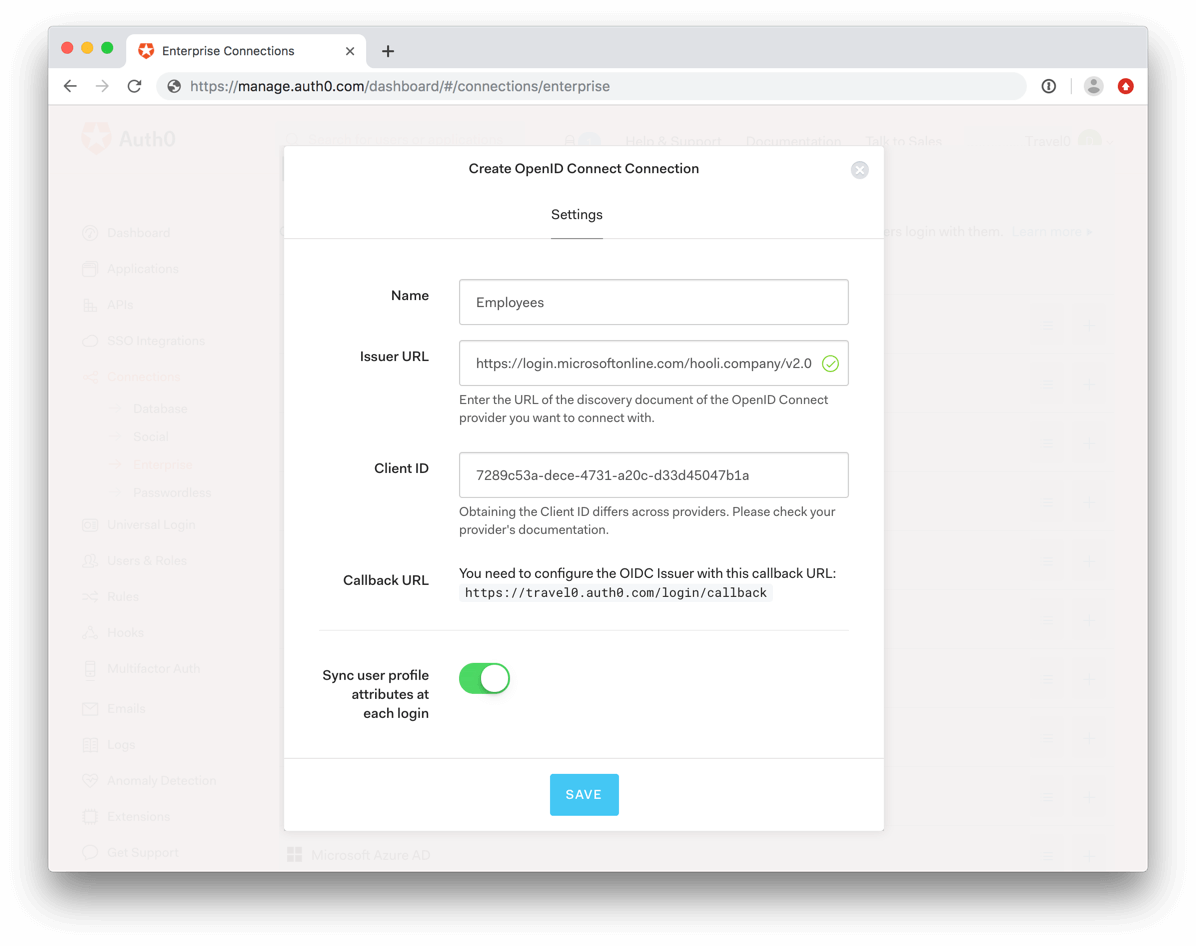 Enterprise Connections
https://manage.auth0.com/dashboard/#/connections/enterprise
Auth0
Help & Support
Documentation
Talk to Sales
Travel0
Create OpenID Connect Connection
Settings
ers login with them. Learn more
Dashboard
Applications
APIs
SSO Integrations
Connections
Database
Social
Enterprise
Passwordless
Universal Login
Users & Roles
Rules
Hooks
Multifactor Auth
Emails
Logs
Anomaly Detection
Extensions
Get Support
Name
Employees
Issuer URL
https://login.microsoftonline.com/hooli.company/v2.0
Enter the URL of the discovery document of the OpenID Connect
provider you want to connect with.
Client ID
7289c53a-dece-4731-a20c-d33d45047b1a
Obtaining the Client ID differs across providers. Please check your
provider's documentation.
Callback URL
You need to configure the OIDC Issuer with this callback URL:
https://travel0.auth0.com/login/callback
Sync user profile
attributes at
each login
SAVE
Microsoft Azure AD